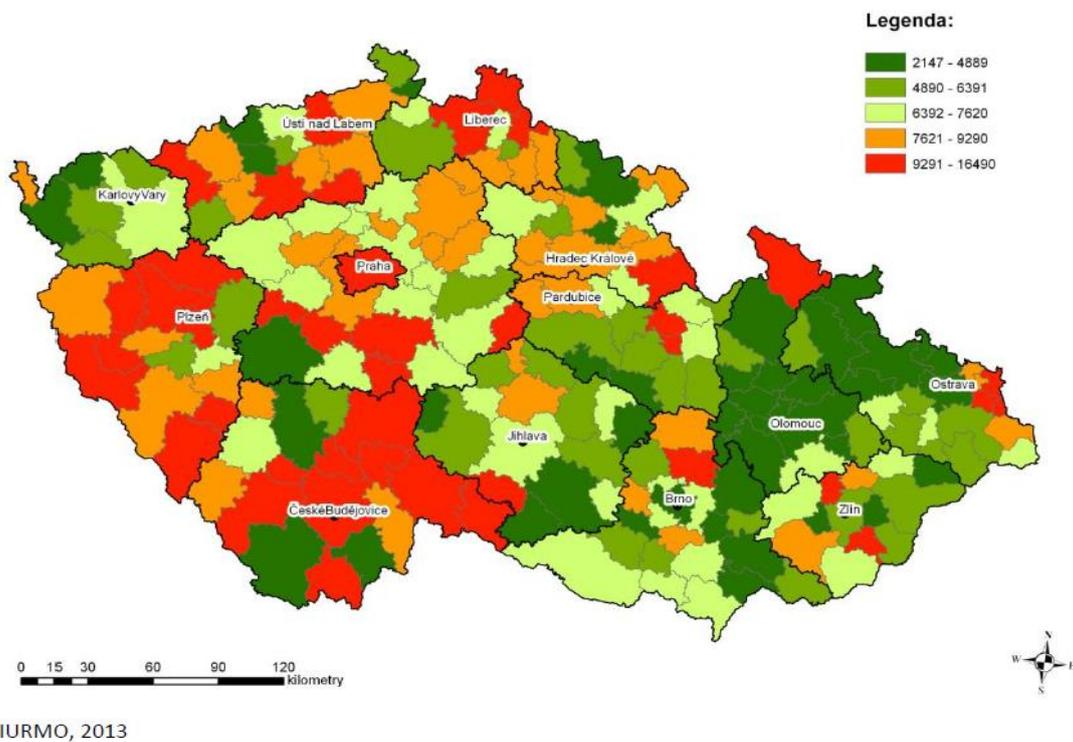 Legenda:
2147 - 4889
4890 - 6391
6392 - 7620
7621 - 9290
9291 - 16490
Ústí nad Labem
Liberec
KarlovyVary
Praha
Hradec Králové
Pardubice
Plzeň
Ostrava
Olomouc
Jihlava
Brno
ČeskéBudějovice
Zlín
0 15 30 60 90 120
kilometry
N
W
E
S
IURMO, 2013